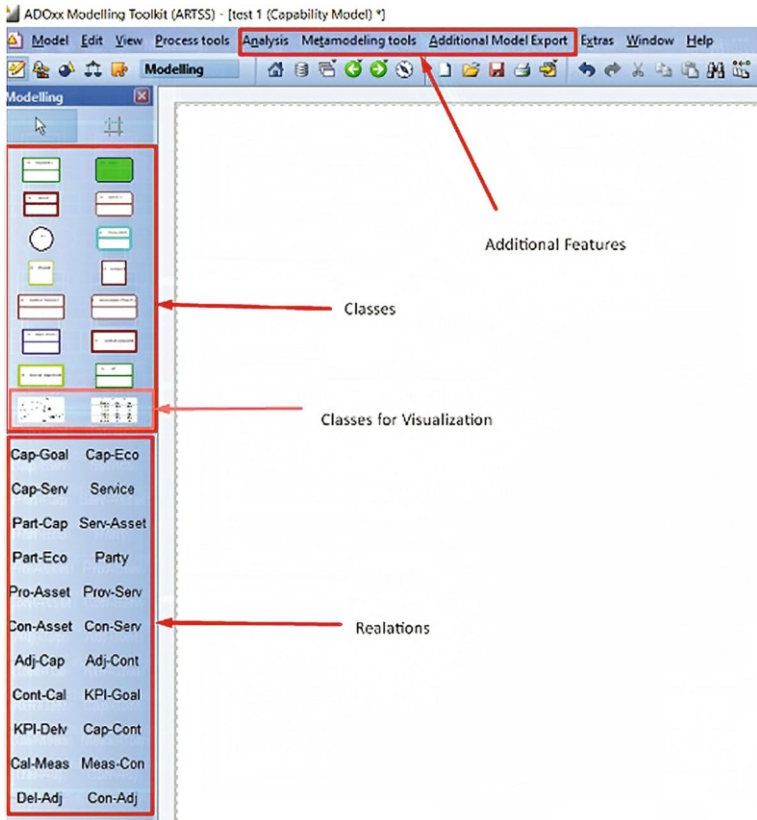 ADOxx Modelling Toolkit (ARTSS) - [test 1 (Capability Model) *]
Model Edit View Process tools Analysis Metamodeling tools Additional Model Export Extras Window Help
Modelling
Modelling
Additional Features
Classes
Classes for Visualization
Cap-Goal Cap-Eco
Cap-Serv Service
Part-Cap Serv-Asset
Part-Eco Party
Pro-Asset Prov-Serv
Con-Asset Con-Serv
Realations
Adj-Cap Adj-Cont
Cont-Cal KPI-Goal
KPI-Delv Cap-Cont
Cal-Meas Meas-Con
Del-Adj Con-Adj